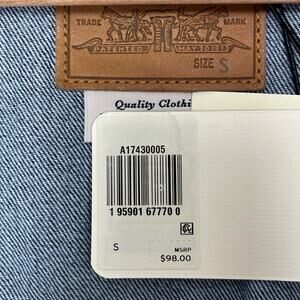 TRADE MARK
PATENTED MAY 20 1873
SIZE S
Quality Clothi
A17430005
1 95901 67770 0
S
MSRP
$98.00